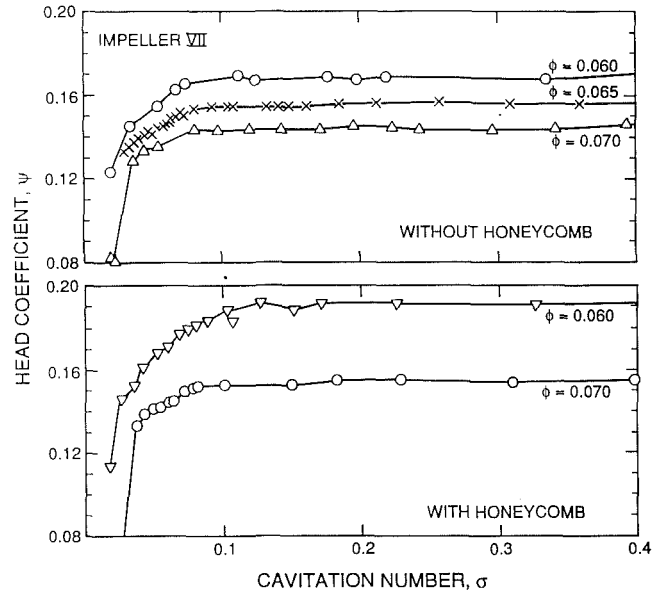 IMPELLER VII
0.20
0.16
0.12
0.08
ϕ = 0.060
ϕ = 0.065
ϕ = 0.070
WITHOUT HONEYCOMB
HEAD COEFFICIENT, ψ
0.20
0.16
0.12
0.08
ϕ = 0.060
ϕ = 0.070
WITH HONEYCOMB
0.1
0.2
0.3
0.4
CAVITATION NUMBER, σ